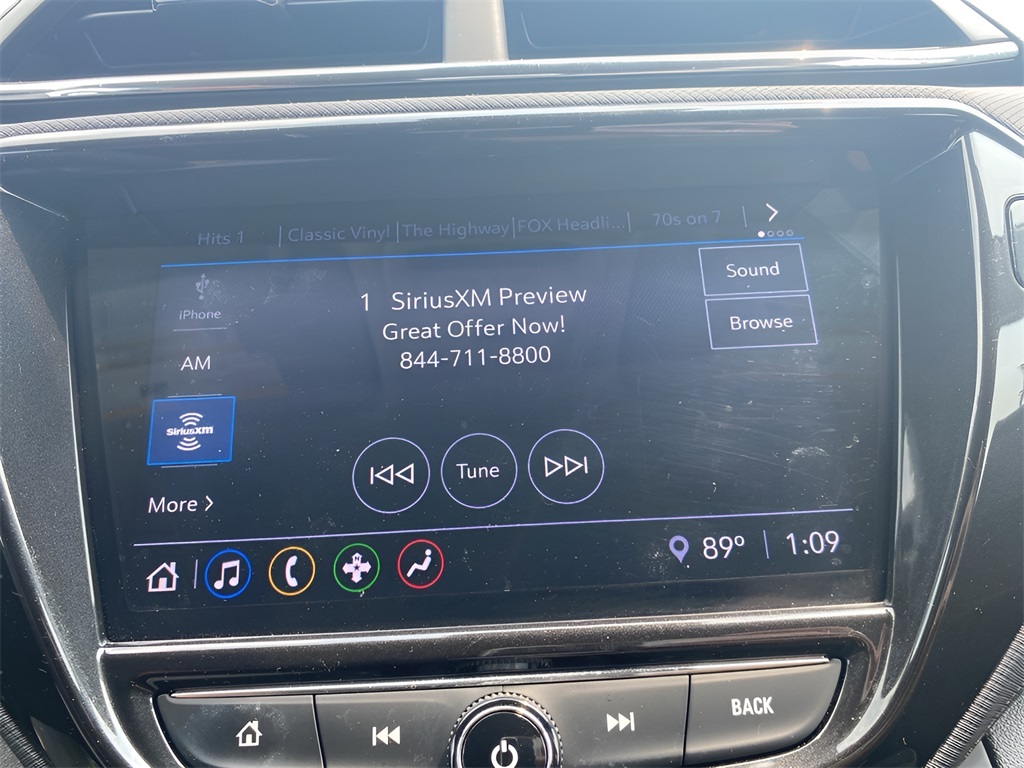 Hits 1 | Classic Vinyl | The Highway | FOX Headli... | 70s on 7 | >
iPhone
1 SiriusXM Preview
Sound
Great Offer Now!
Browse
844-711-8800
AM
SiriusXM
Tune
More >
89° | 1:09
BACK